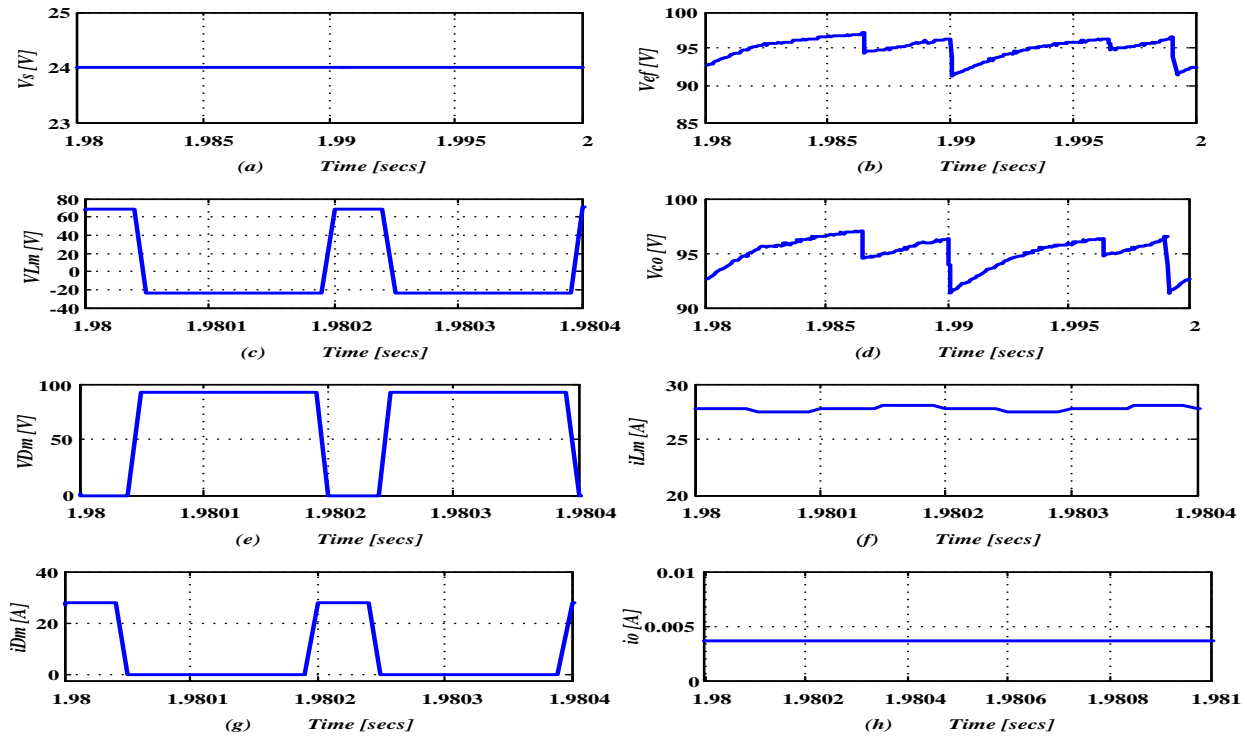 25
24
23
Vs [V]
1.98 1.985 1.99 1.995 2
(a) Time [secs]
100
95
90
85
Vef [V]
1.98 1.985 1.99 1.995 2
(b) Time [secs]
80
60
40
20
0
-20
-40
VLm [V]
1.98 1.9801 1.9802 1.9803 1.9804
(c) Time [secs]
100
95
90
Vco [V]
1.98 1.985 1.99 1.995 2
(d) Time [secs]
100
50
0
VDm [V]
1.98 1.9801 1.9802 1.9803 1.9804
(e) Time [secs]
30
25
20
iLm [A]
1.98 1.9801 1.9802 1.9803 1.9804
(f) Time [secs]
40
20
0
iDm [A]
1.98 1.9801 1.9802 1.9803 1.9804
(g) Time [secs]
0.01
0.005
0
io [A]
1.98 1.9802 1.9804 1.9806 1.9808 1.981
(h) Time [secs]